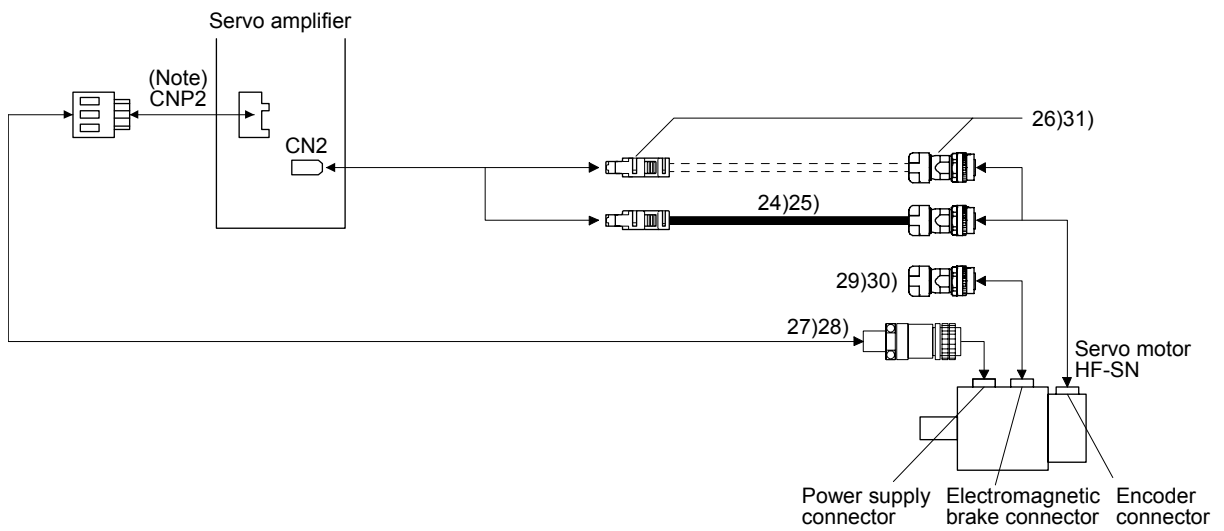 Servo amplifier
(Note)
CNP2
CN2
26)31)
24)25)
29)30)
27)28)
Servo motor
HF-SN
Power supply
connector
Electromagnetic
brake connector
Encoder
connector